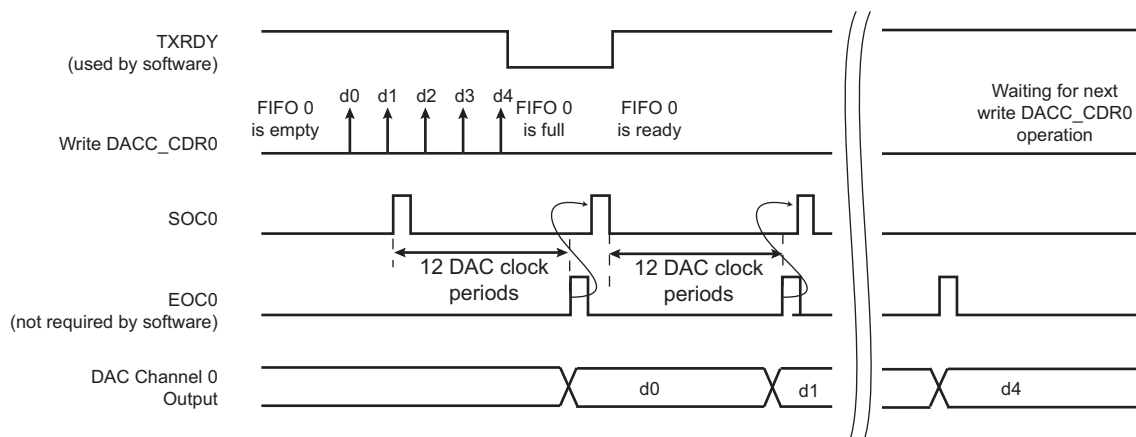 TXRDY
(used by software)
FIFO 0
is empty
d0 d1 d2 d3 d4
FIFO 0
is full
FIFO 0
is ready
Waiting for next
write DACC_CDR0
operation
Write DACC_CDR0
SOC0
12 DAC clock
periods
12 DAC clock
periods
EOC0
(not required by software)
DAC Channel 0
Output
d0 d1 d4